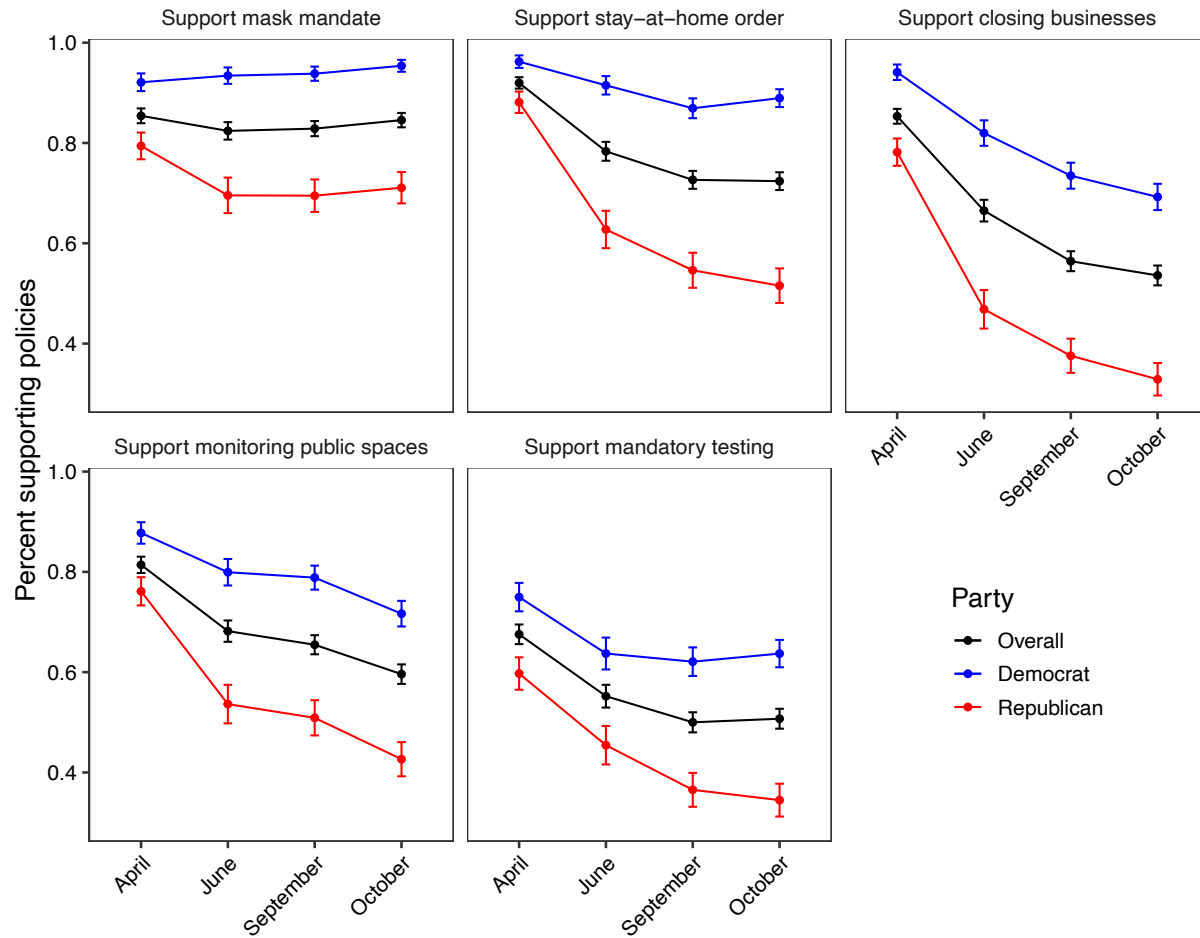 Support mask mandate
Support stay−at−home order
Support closing businesses
Percent supporting policies
1.0
0.8
0.6
0.4
April
June
September
October
Support monitoring public spaces
Support mandatory testing
1.0
0.8
0.6
0.4
April
June
September
October
April
June
September
October
Party
Overall
Democrat
Republican